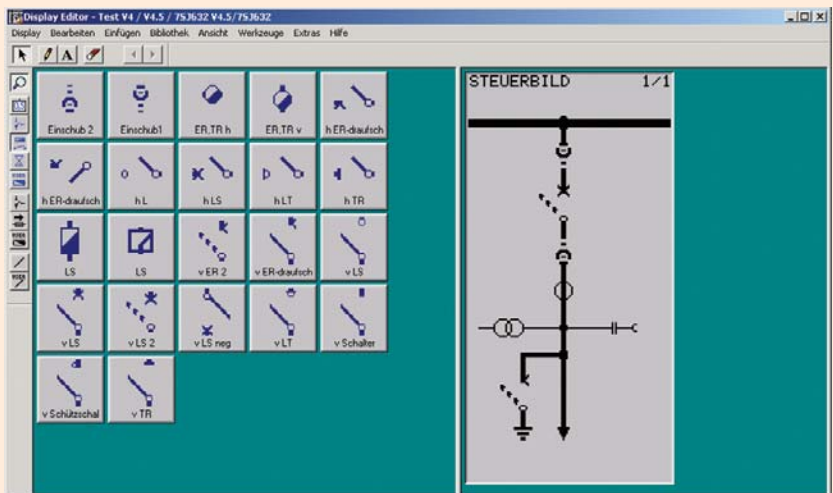 Display Editor - Test V4 / V4.5 / 7SJ632 V4.5/7SJ632
Display Bearbeiten Einfügen Bibliothek Ansicht Werkzeuge Extras Hilfe
A
STEUERBILD 1/1
Einschub 2 Einschub1 ER,TR h ER,TR v h ER-draufsch
h ER-draufsch h L h LS h LT h TR
LS LS v ER 2 v ER-draufsch v LS
v LS v LS 2 v LS neg v LT v Schalter
v Schützschal v TR